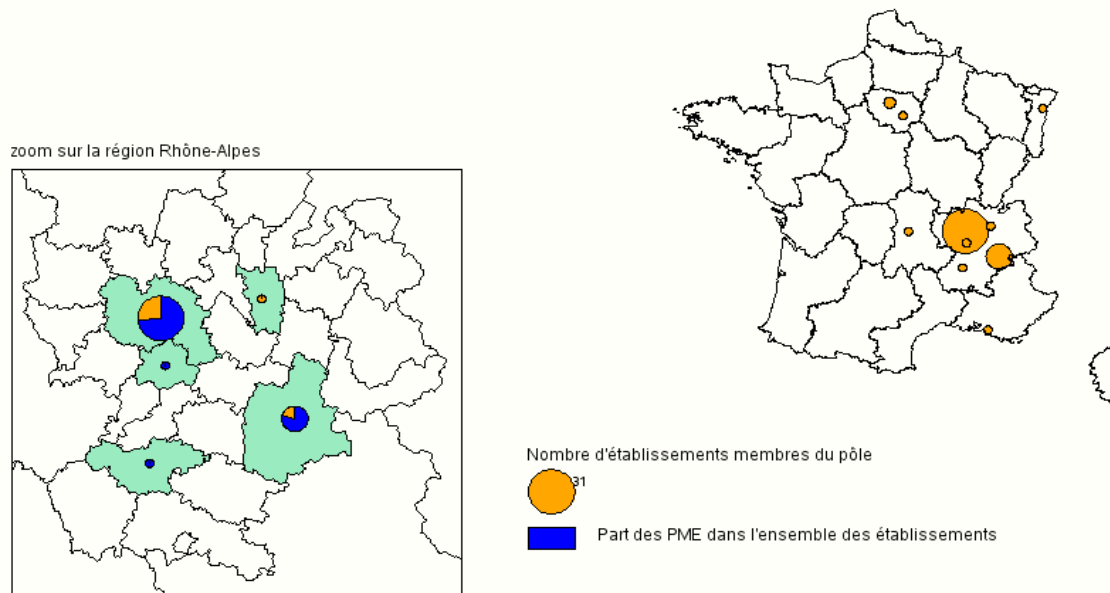 zoom sur la région Rhône-Alpes
Nombre d'établissements membres du pôle
31
Part des PME dans l'ensemble des établissements